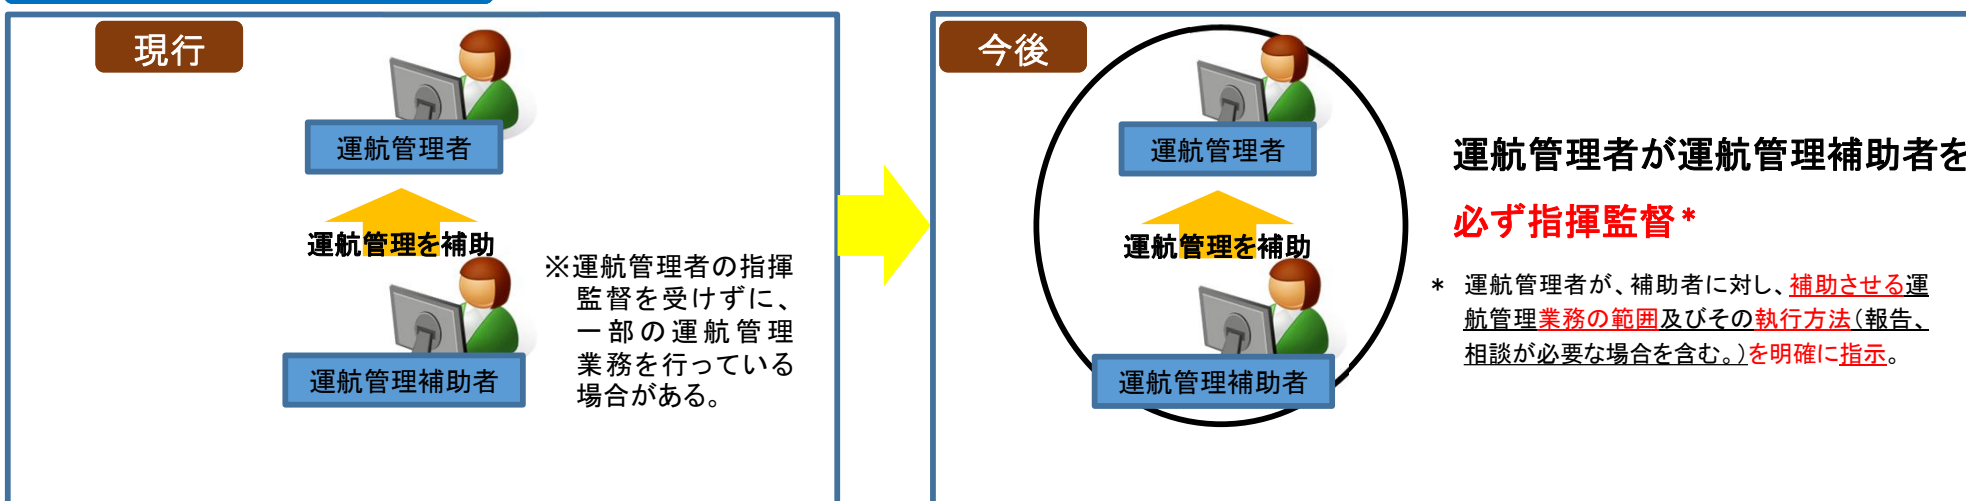 現行
運航管理者
運航管理を補助
運航管理補助者
※運航管理者の指揮
監督を受けずに、
一部の運航管理
業務を行っている
場合がある。
今後
運航管理者
運航管理を補助
運航管理補助者
運航管理者が運航管理補助者を
必ず指揮監督*
* 運航管理者が、補助者に対し、補助させる運
航管理業務の範囲及びその執行方法(報告、
相談が必要な場合を含む。)を明確に指示。